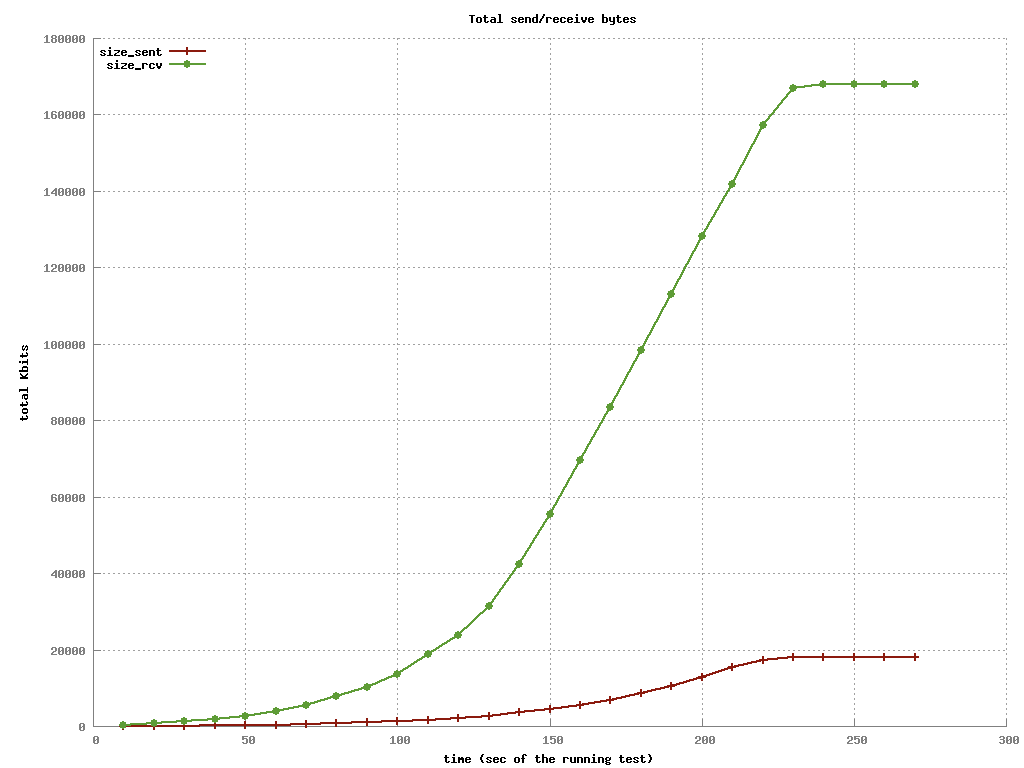 Total send/receive bytes
180000
size_sent
size_rcv
160000
140000
120000
100000
total Kbits
80000
60000
40000
20000
0
0 50 100 150 200 250 300
time (sec of the running test)